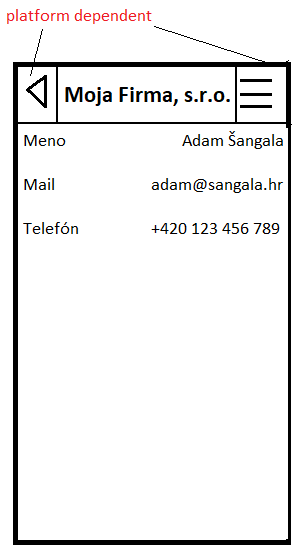 platform dependent
Moja Firma, s.r.o.
Meno Adam Šangala
Mail adam@sangala.hr
Telefón +420 123 456 789